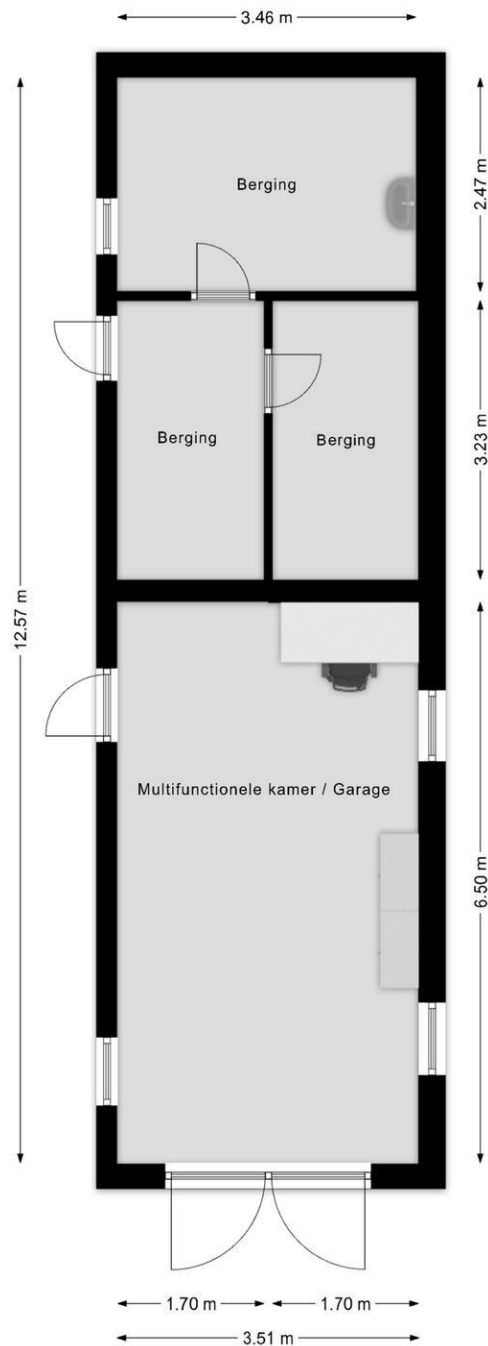 3.46 m
Berging
2.47 m
Berging
Berging
3.23 m
12.57 m
Multifunctionele kamer / Garage
6.50 m
1.70 m
1.70 m
3.51 m